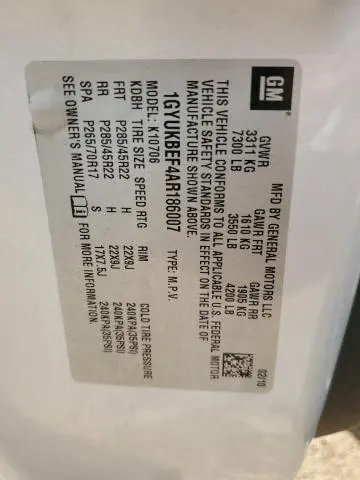 GM
MFD BY GENERAL MOTORS LLC
GVWR GAWR FRT GAWR RR
3311 KG 1610 KG 1905 KG
7300 LB 3550 LB 4200 LB
02/10
THIS VEHICLE CONFORMS TO ALL APPLICABLE U.S. FEDERAL MOTOR
VEHICLE SAFETY STANDARDS IN EFFECT ON THE DATE OF
MANUFACTURE SHOWN ABOVE.
1GYUKBEF4AR186007 TYPE: M.P.V.
MODEL: K10706
KDBH TIRE SIZE SPEED RTG RIM COLD TIRE PRESSURE
FRT P285/45R22 H 22X9J 240KPA(35PSI)
RR P285/45R22 H 22X9J 240KPA(35PSI)
SPA P265/70R17 S 17X7.5J 240KPA(35PSI)
SEE OWNER'S MANUAL FOR MORE INFORMATION